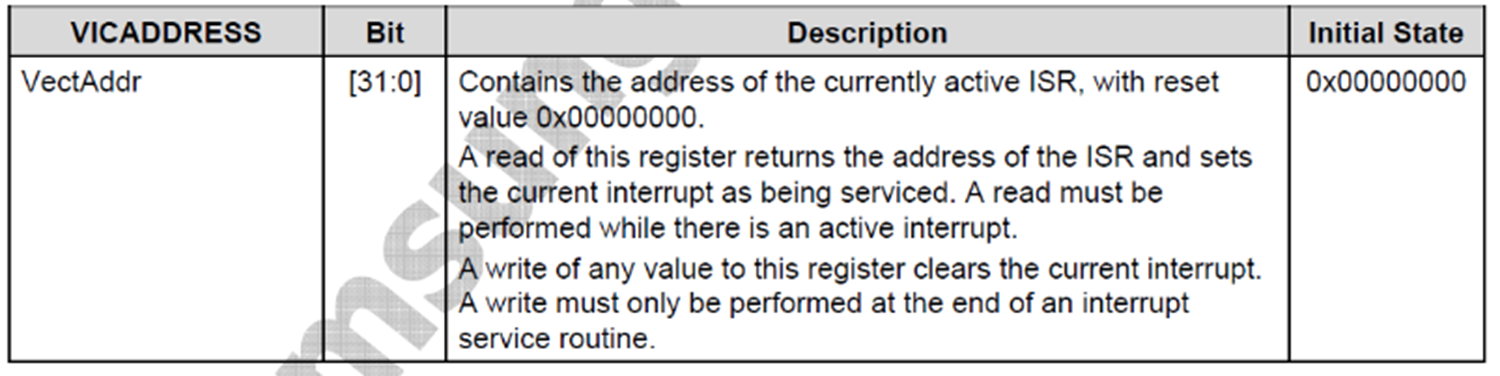 VICADDRESS Bit Description Initial State
VectAddr [31:0] Contains the address of the currently active ISR, with reset 0x00000000
value 0x00000000.
A read of this register returns the address of the ISR and sets
the current interrupt as being serviced. A read must be
performed while there is an active interrupt.
A write of any value to this register clears the current interrupt.
A write must only be performed at the end of an interrupt
service routine.
msung